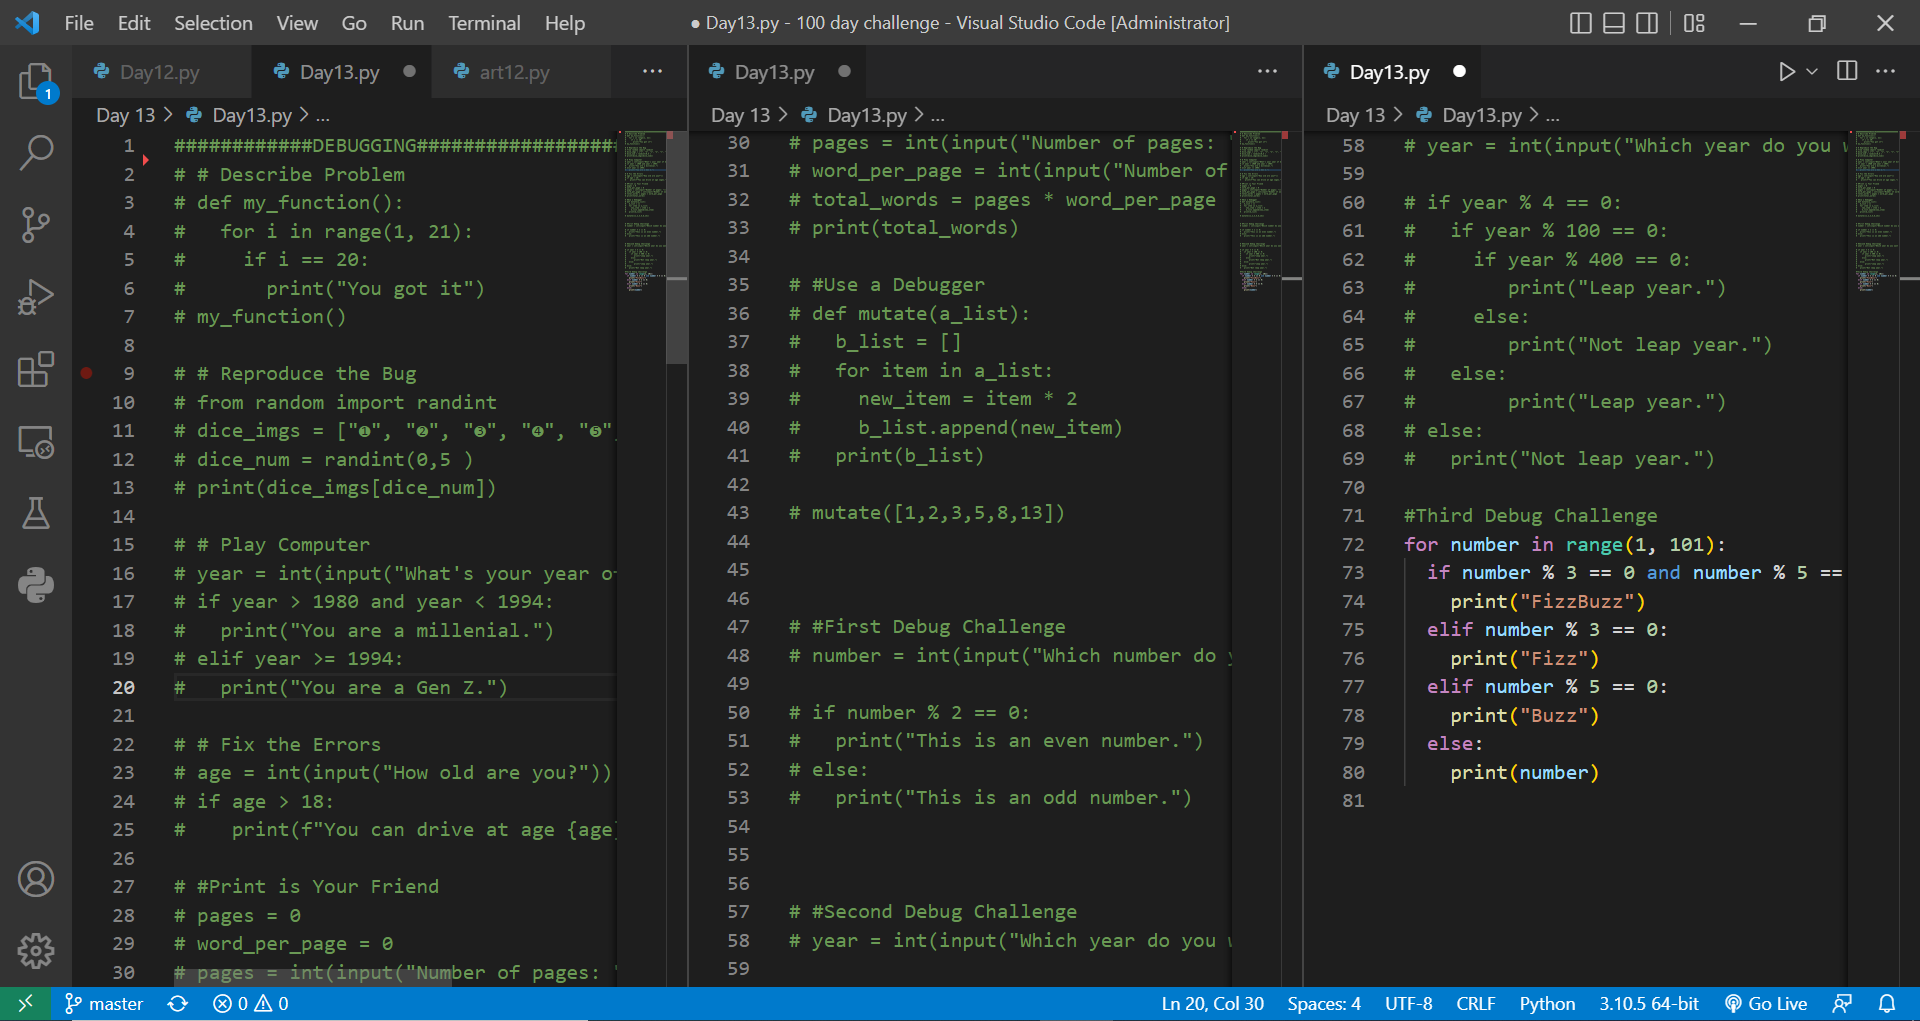 File Edit Selection View Go Run Terminal Help
● Day13.py - 100 day challenge - Visual Studio Code [Administrator]
1
Day12.py Day13.py art12.py ...
Day 13 > Day13.py > ...
1 ############DEBUGGING#################
2 # # Describe Problem
3 # def my_function():
4 #   for i in range(1, 21):
5 #     if i == 20:
6 #       print("You got it")
7 # my_function()
8
9 # # Reproduce the Bug
10 # from random import randint
11 # dice_imgs = ["❶", "❷", "❸", "❹", "❺"
12 # dice_num = randint(0,5 )
13 # print(dice_imgs[dice_num])
14
15 # # Play Computer
16 # year = int(input("What's your year o
17 # if year > 1980 and year < 1994:
18 #   print("You are a millenial.")
19 # elif year >= 1994:
20 #   print("You are a Gen Z.")
21
22 # # Fix the Errors
23 # age = int(input("How old are you?"))
24 # if age > 18:
25 #    print(f"You can drive at age {age
26
27 # #Print is Your Friend
28 # pages = 0
29 # word_per_page = 0
30 # pages = int(input("Number of pages: "
Day13.py ...
Day 13 > Day13.py > ...
30 # pages = int(input("Number of pages:
31 # word_per_page = int(input("Number of
32 # total_words = pages * word_per_page
33 # print(total_words)
34
35 # #Use a Debugger
36 # def mutate(a_list):
37 #   b_list = []
38 #   for item in a_list:
39 #     new_item = item * 2
40 #     b_list.append(new_item)
41 #   print(b_list)
42
43 # mutate([1,2,3,5,8,13])
44
45
46
47 # #First Debug Challenge
48 # number = int(input("Which number do y
49
50 # if number % 2 == 0:
51 #   print("This is an even number.")
52 # else:
53 #   print("This is an odd number.")
54
55
56
57 # #Second Debug Challenge
58 # year = int(input("Which year do you w
59
Day13.py ● ...
Day 13 > Day13.py > ...
58 # year = int(input("Which year do you w
59
60 # if year % 4 == 0:
61 #   if year % 100 == 0:
62 #     if year % 400 == 0:
63 #        print("Leap year.")
64 #     else:
65 #        print("Not leap year.")
66 #   else:
67 #        print("Leap year.")
68 # else:
69 #   print("Not leap year.")
70
71 #Third Debug Challenge
72 for number in range(1, 101):
73   if number % 3 == 0 and number % 5 ==
74     print("FizzBuzz")
75   elif number % 3 == 0:
76     print("Fizz")
77   elif number % 5 == 0:
78     print("Buzz")
79   else:
80     print(number)
81
master 0 0 Ln 20, Col 30 Spaces: 4 UTF-8 CRLF Python 3.10.5 64-bit Go Live